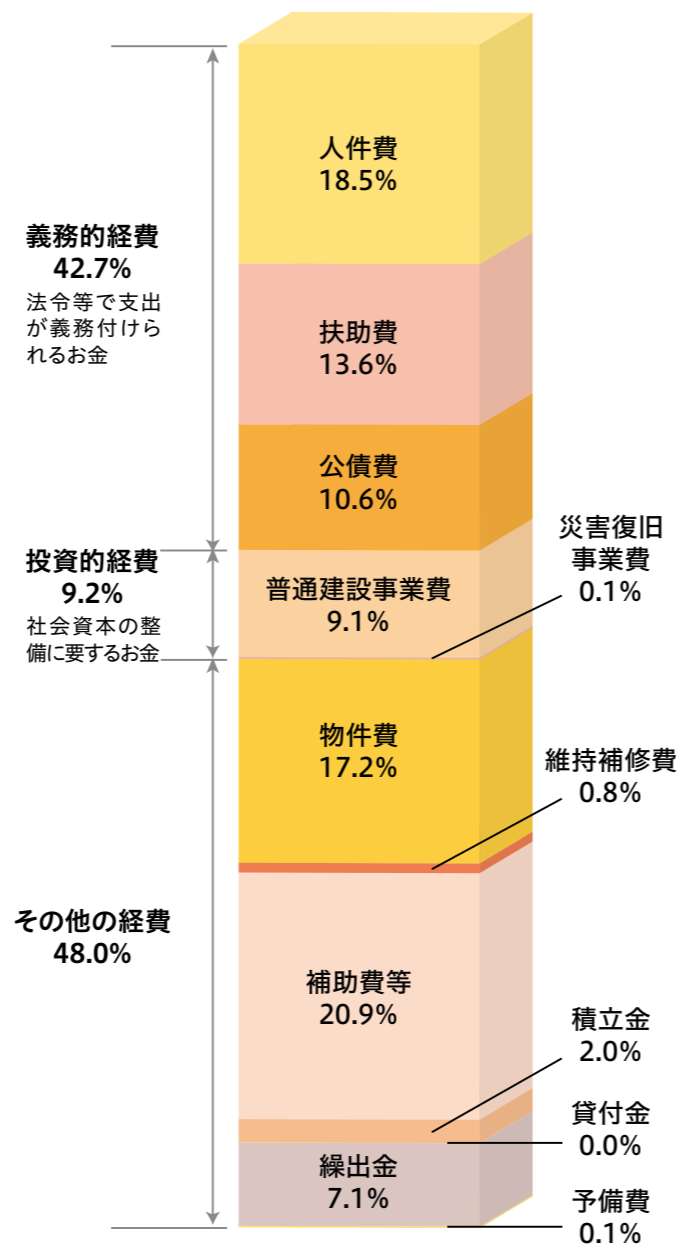 人件費
18.5%
義務的経費
42.7%
法令等で支出
が義務付けら
れるお金
扶助費
13.6%
公債費
10.6%
災害復旧
事業費
0.1%
投資的経費
9.2%
社会資本の整
備に要するお金
普通建設事業費
9.1%
物件費
17.2%
維持補修費
0.8%
その他の経費
48.0%
補助費等
20.9%
積立金
2.0%
貸付金
0.0%
繰出金
7.1%
予備費
0.1%